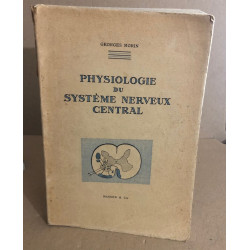 GEORGES MORIN
PHYSIOLOGIE
DU
SYSTÈME NERVEUX
CENTRAL